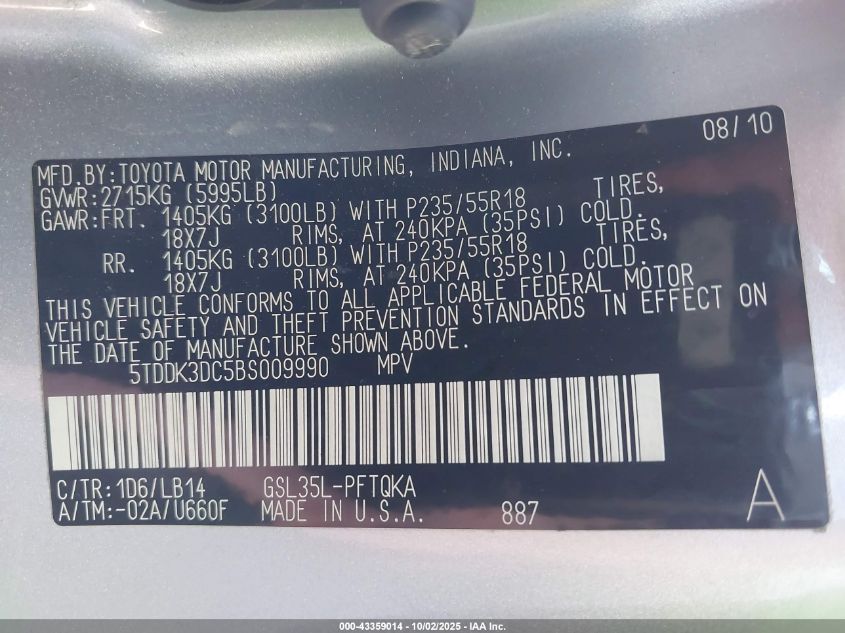 08/10
MFD.BY:TOYOTA MOTOR MANUFACTURING, INDIANA, INC.
GVWR:2715KG (5995LB)
GAWR:FRT. 1405KG (3100LB) WITH P235/55R18 TIRES,
18X7J RIMS, AT 240KPA (35PSI) COLD.
RR. 1405KG (3100LB) WITH P235/55R18 TIRES,
18X7J RIMS, AT 240KPA (35PSI) COLD.
THIS VEHICLE CONFORMS TO ALL APPLICABLE FEDERAL MOTOR
VEHICLE SAFETY AND THEFT PREVENTION STANDARDS IN EFFECT ON
THE DATE OF MANUFACTURE SHOWN ABOVE.
5TDDK3DC5BS009990 MPV
C/TR:1D6/LB14 GSL35L-PFTQKA
A/TM:-02A/U660F MADE IN U.S.A. 887 A
000-43359014 - 10/02/2025 - IAA Inc.